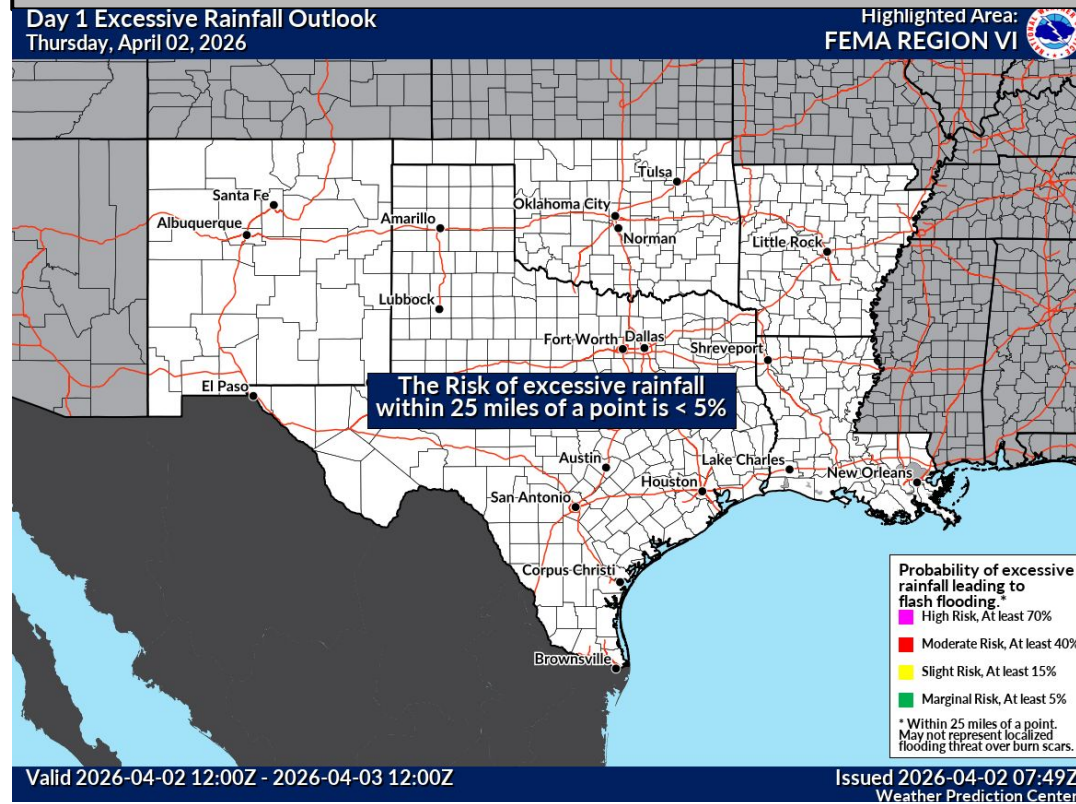 Day 1 Excessive Rainfall Outlook
Thursday, April 02, 2026
Highlighted Area:
FEMA REGION VI
Tulsa
Santa Fe
Oklahoma City
Albuquerque
Amarillo
Norman
Little Rock
Lubbock
Fort Worth
Dallas
Shreveport
El Paso
The Risk of excessive rainfall
within 25 miles of a point is < 5%
Austin
Lake Charles
Houston
New Orleans
San Antonio
Corpus Christi
Brownsville
Probability of excessive
rainfall leading to
flash flooding.*
High Risk, At least 70%
Moderate Risk, At least 40%
Slight Risk, At least 15%
Marginal Risk, At least 5%
* Within 25 miles of a point.
May not represent localized
flooding threat over burn scars.
Valid 2026-04-02 12:00Z - 2026-04-03 12:00Z
Issued 2026-04-02 07:49Z
Weather Prediction Center